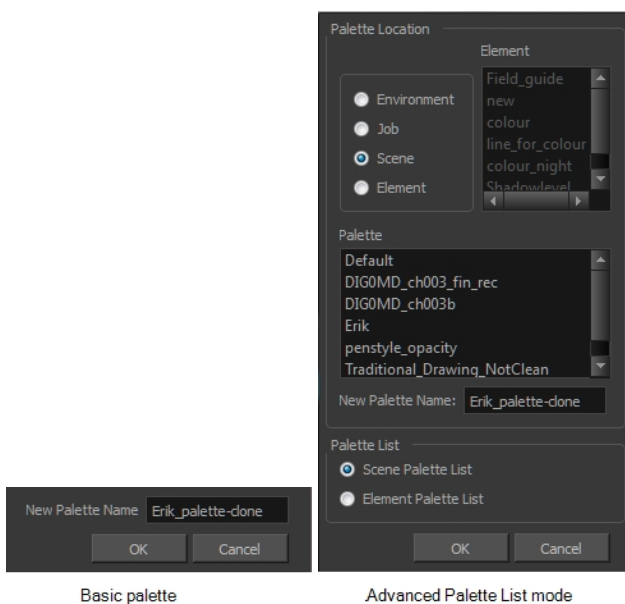 Palette Location
Element
Field_guide
new
colour
line_for_colour
colour_night
Shadowlevel
Environment
Job
Scene
Element
Palette
Default
DIG0MD_ch003_fin_rec
DIG0MD_ch003b
Erik
penstyle_opacity
Traditional_Drawing_NotClean
New Palette Name: Erik_palette-clone
Palette List
Scene Palette List
Element Palette List
OK Cancel
New Palette Name Erik_palette-clone
OK Cancel
Basic palette
Advanced Palette List mode